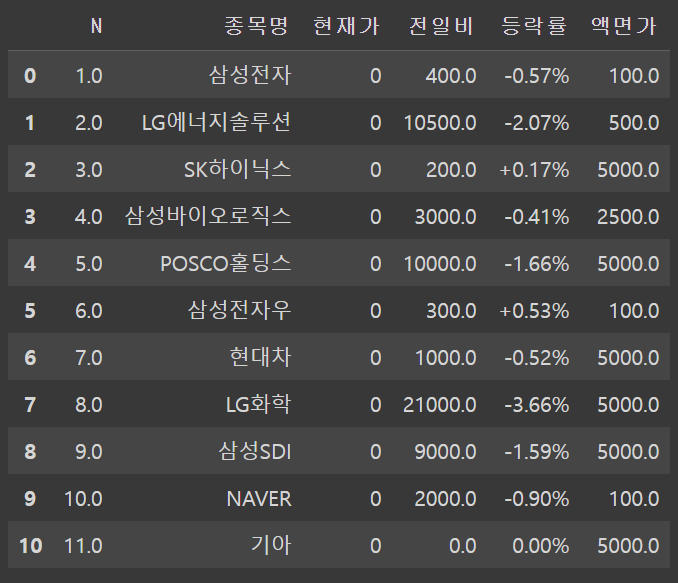 N 종목명 현재가 전일비 등락률 액면가
0 1.0 삼성전자 0 400.0 -0.57% 100.0
1 2.0 LG에너지솔루션 0 10500.0 -2.07% 500.0
2 3.0 SK하이닉스 0 200.0 +0.17% 5000.0
3 4.0 삼성바이오로직스 0 3000.0 -0.41% 2500.0
4 5.0 POSCO홀딩스 0 10000.0 -1.66% 5000.0
5 6.0 삼성전자우 0 300.0 +0.53% 100.0
6 7.0 현대차 0 1000.0 -0.52% 5000.0
7 8.0 LG화학 0 21000.0 -3.66% 5000.0
8 9.0 삼성SDI 0 9000.0 -1.59% 5000.0
9 10.0 NAVER 0 2000.0 -0.90% 100.0
10 11.0 기아 0 0.0 0.00% 5000.0